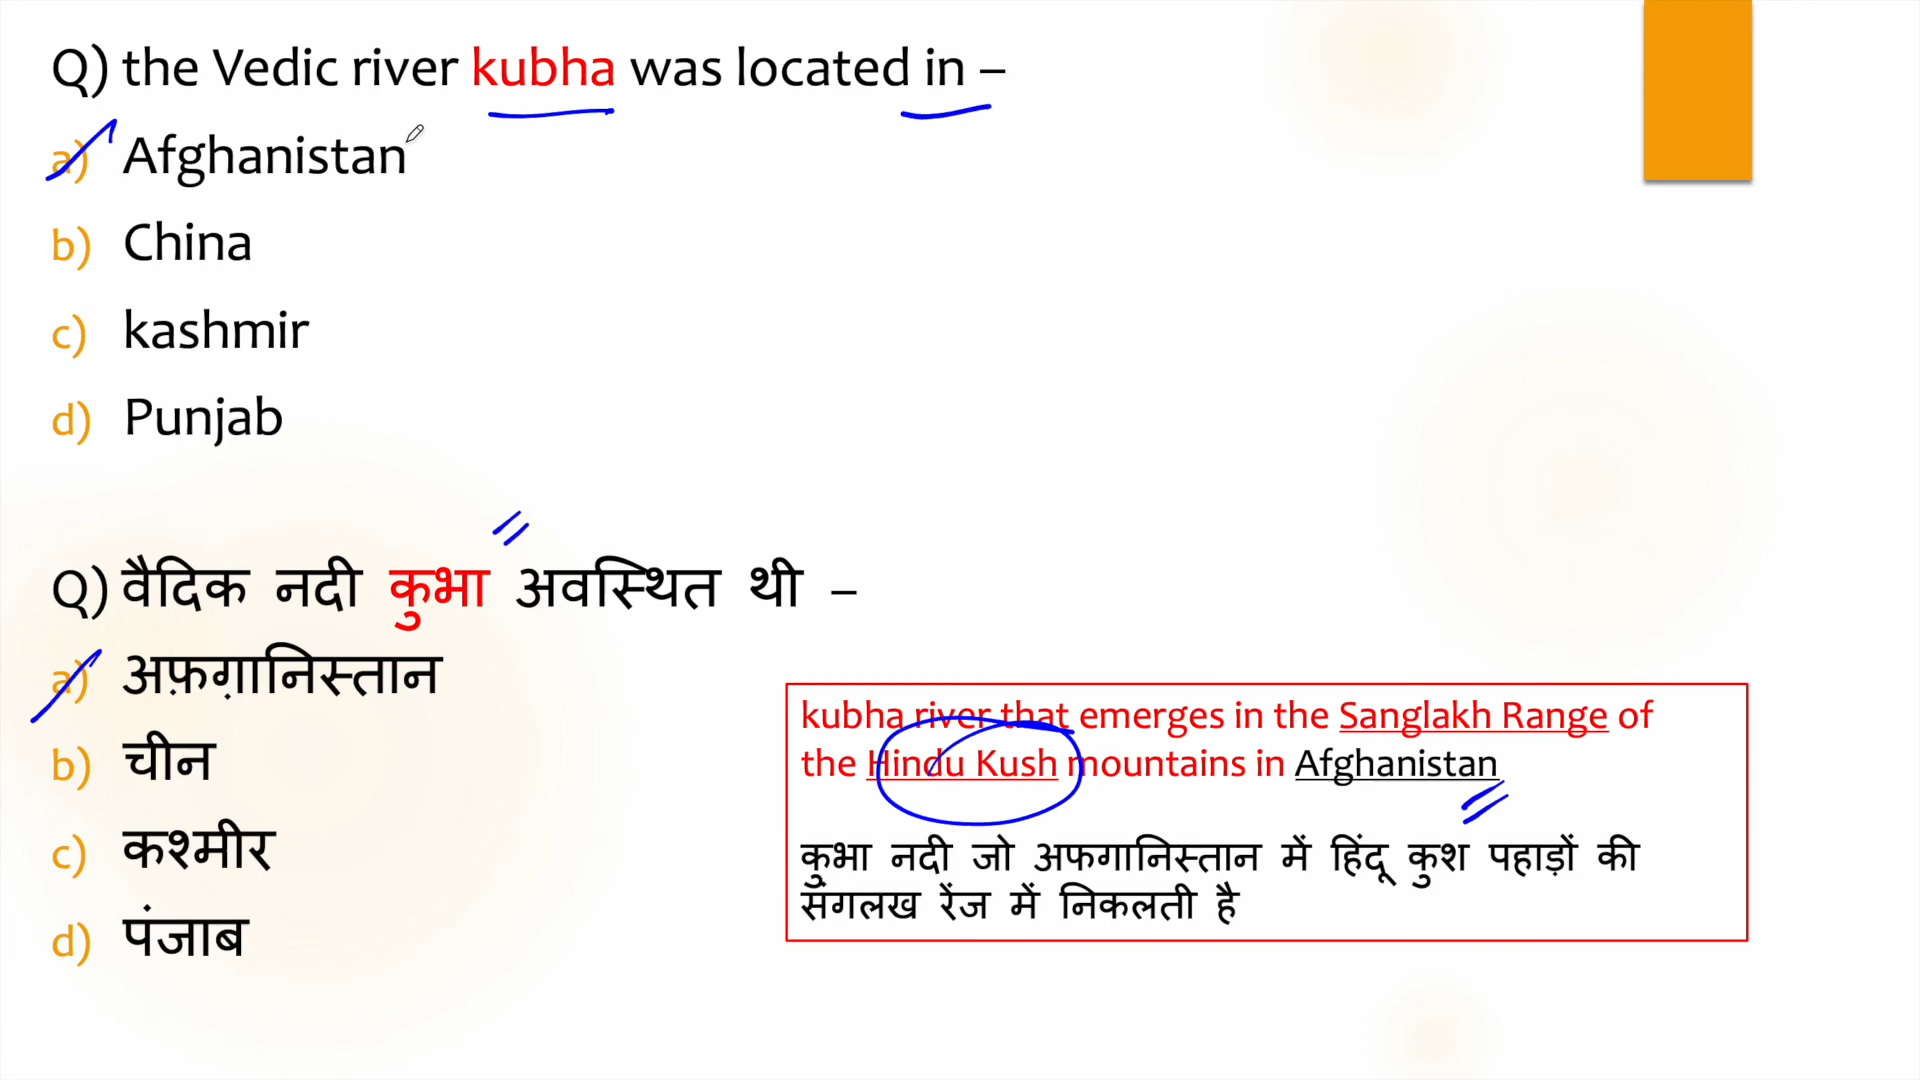 Q) the Vedic river kubha was located in –
a) Afghanistan
b) China
c) kashmir
d) Punjab
Q) वैदिक नदी कुभा अवस्थित थी –
a) अफ़ग़ानिस्तान
b) चीन
c) कश्मीर
d) पंजाब
kubha river that emerges in the Sanglakh Range of
the Hindu Kush mountains in Afghanistan
कुभा नदी जो अफगानिस्तान में हिंदू कुश पहाड़ों की
संगलख रेंज में निकलती है